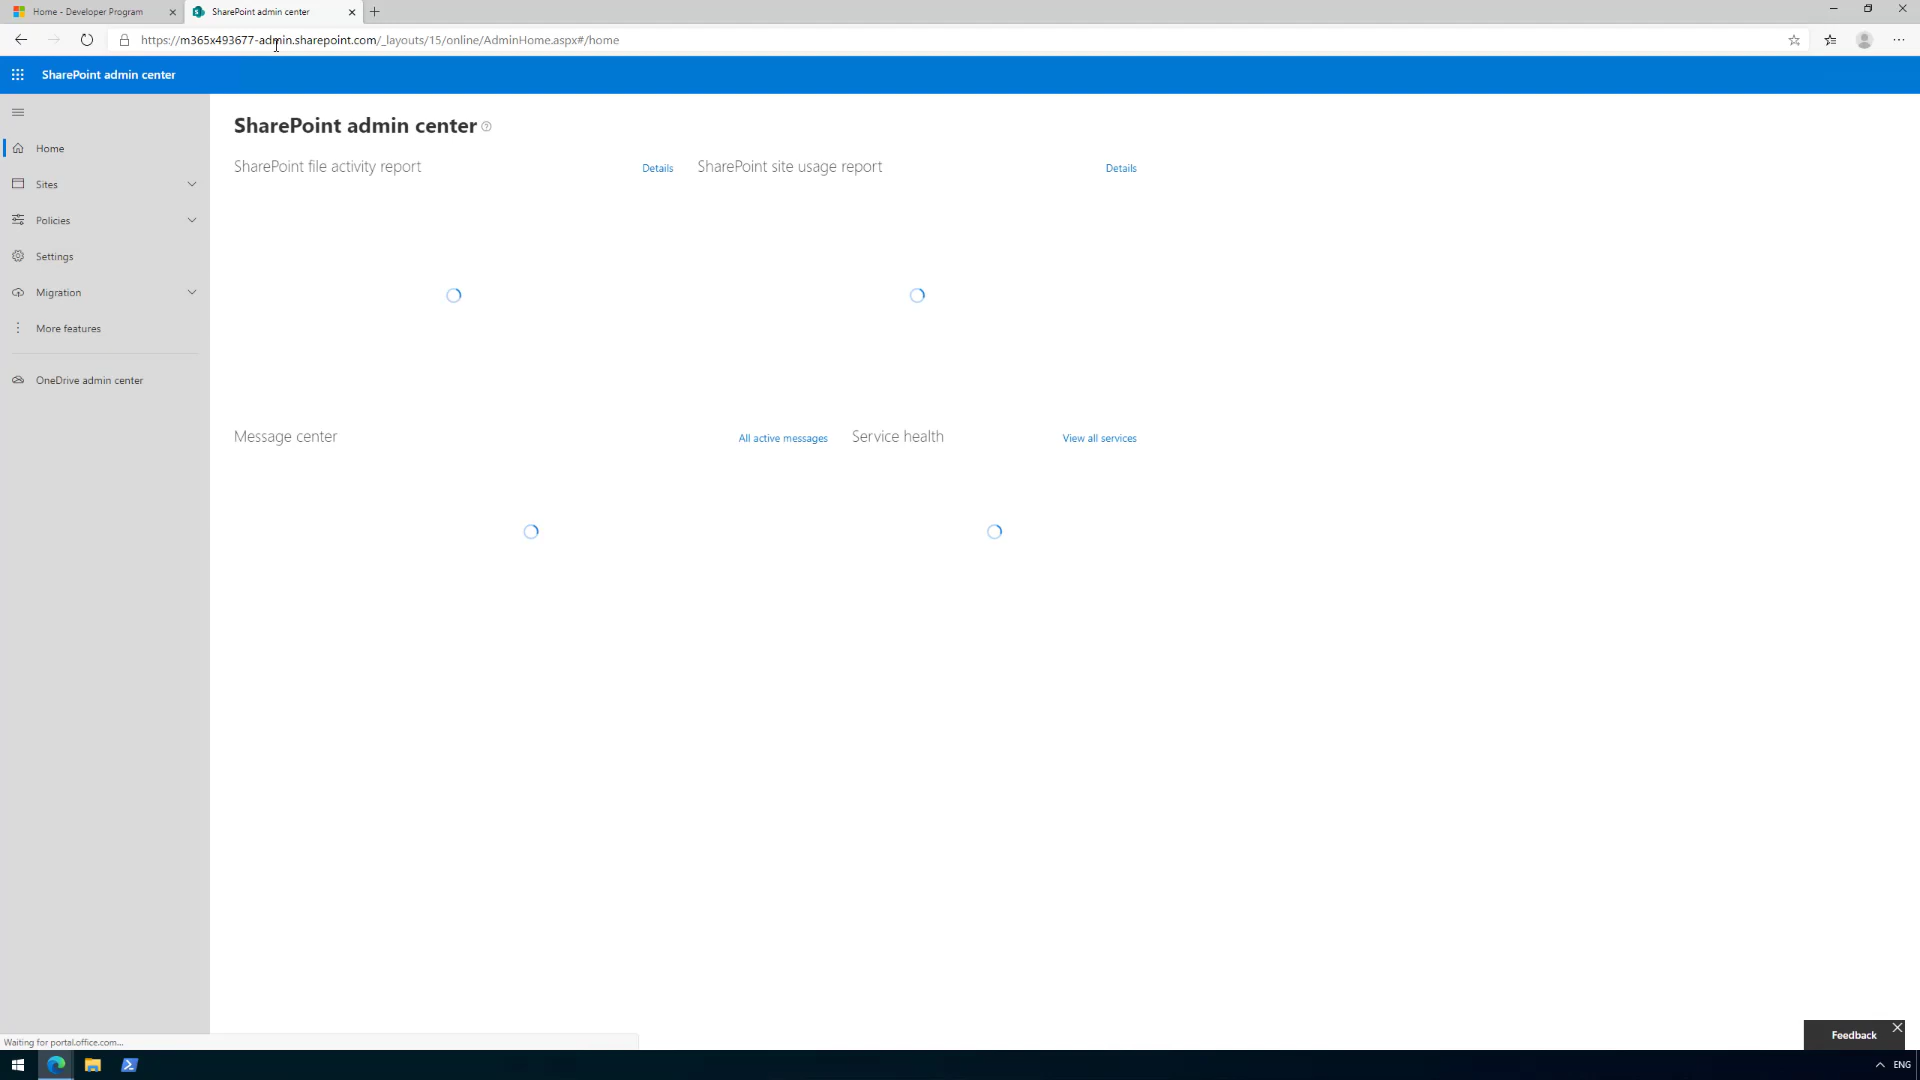 Home - Developer Program
SharePoint admin center
https://m365x493677-admin.sharepoint.com/_layouts/15/online/AdminHome.aspx#/home
SharePoint admin center
Home
Sites
Policies
Settings
Migration
More features
OneDrive admin center
SharePoint admin center
SharePoint file activity report
Details
SharePoint site usage report
Details
Message center
All active messages
Service health
View all services
Feedback
Waiting for portal.office.com...
ENG